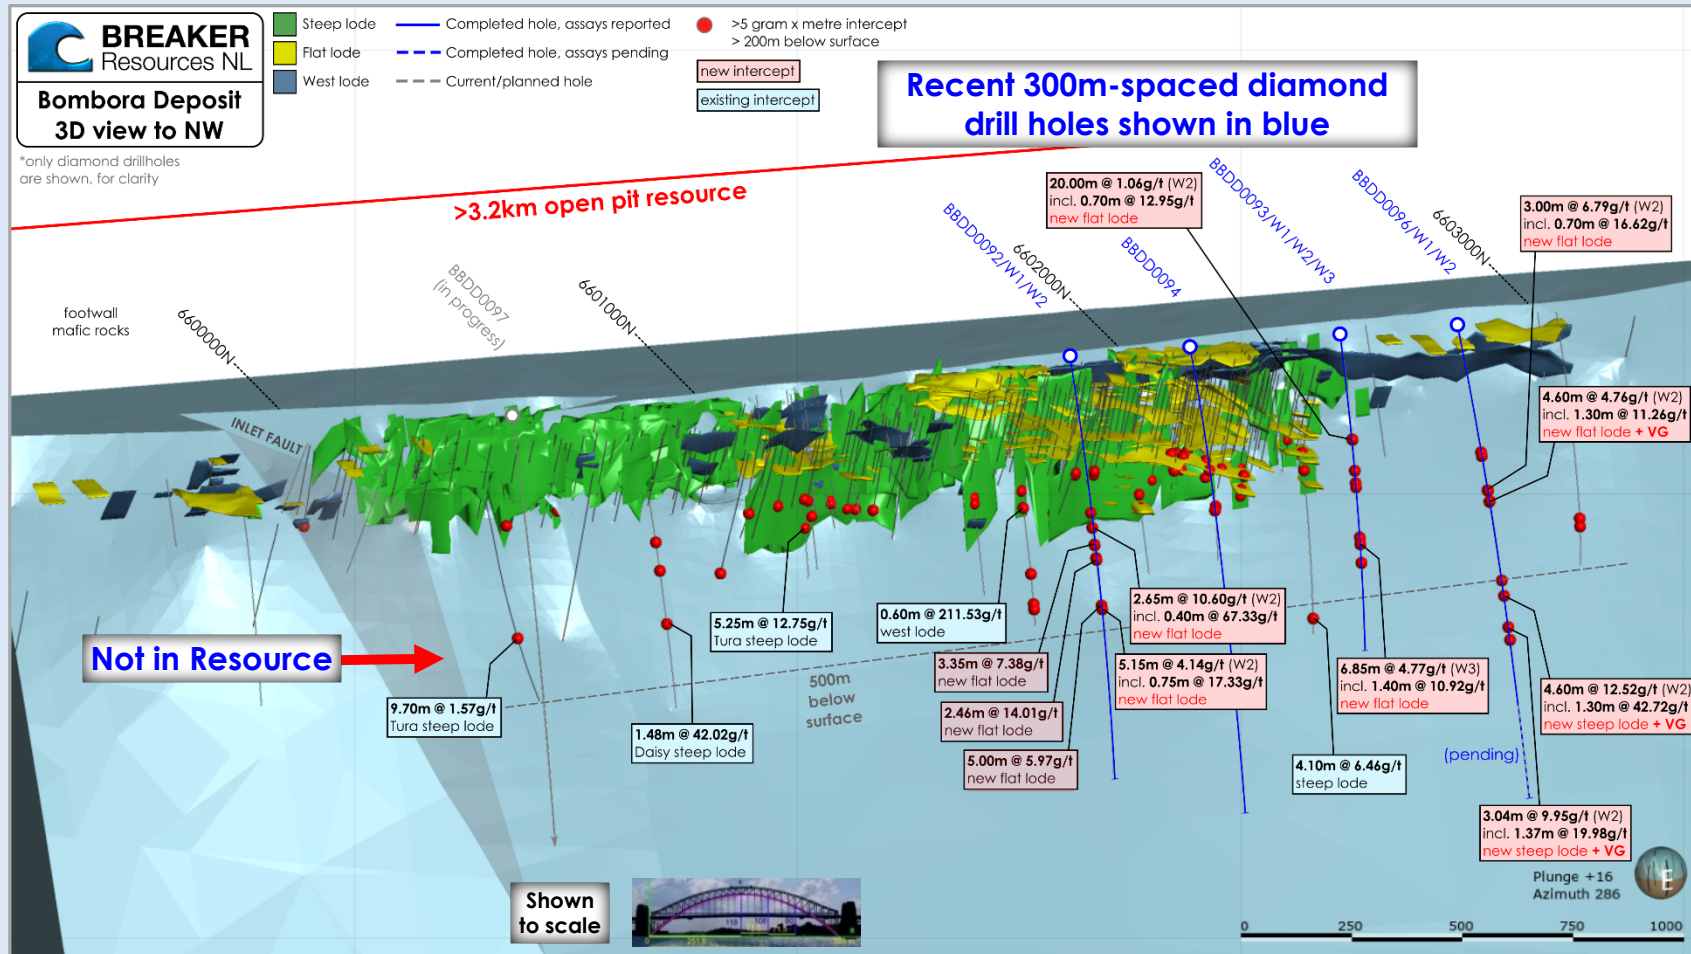 BREAKER
Resources NL
Bombora Deposit
3D view to NW
*only diamond drillholes
are shown, for clarity
Steep lode
Flat lode
West lode
Completed hole, assays reported
Completed hole, assays pending
Current/planned hole
>5 gram x metre intercept
> 200m below surface
new intercept
existing intercept
Recent 300m-spaced diamond
drill holes shown in blue
>3.2km open pit resource
footwall
mafic rocks
6600000N
BBDD0097
(in progress)
6601000N
BBDD0092/W1/W2
6602000N
BBDD0094
BBDD0093/W1/W2/W3
BBDD0096/W1/W2
6603000N
20.00m @ 1.06g/t (W2)
incl. 0.70m @ 12.95g/t
new flat lode
3.00m @ 6.79g/t (W2)
incl. 0.70m @ 16.62g/t
new flat lode
4.60m @ 4.76g/t (W2)
incl. 1.30m @ 11.26g/t
new flat lode + VG
INLET FAULT
Not in Resource
9.70m @ 1.57g/t
Tura steep lode
1.48m @ 42.02g/t
Daisy steep lode
5.25m @ 12.75g/t
Tura steep lode
500m
below
surface
0.60m @ 211.53g/t
west lode
3.35m @ 7.38g/t
new flat lode
2.46m @ 14.01g/t
new flat lode
5.00m @ 5.97g/t
new flat lode
2.65m @ 10.60g/t (W2)
incl. 0.40m @ 67.33g/t
new flat lode
5.15m @ 4.14g/t (W2)
incl. 0.75m @ 17.33g/t
new flat lode
6.85m @ 4.77g/t (W3)
incl. 1.40m @ 10.92g/t
new flat lode
4.10m @ 6.46g/t
steep lode
4.60m @ 12.52g/t (W2)
incl. 1.30m @ 42.72g/t
new steep lode + VG
(pending)
3.04m @ 9.95g/t (W2)
incl. 1.37m @ 19.98g/t
new steep lode + VG
Shown
to scale
Plunge +16
Azimuth 286
E
0 250 500 750 1000